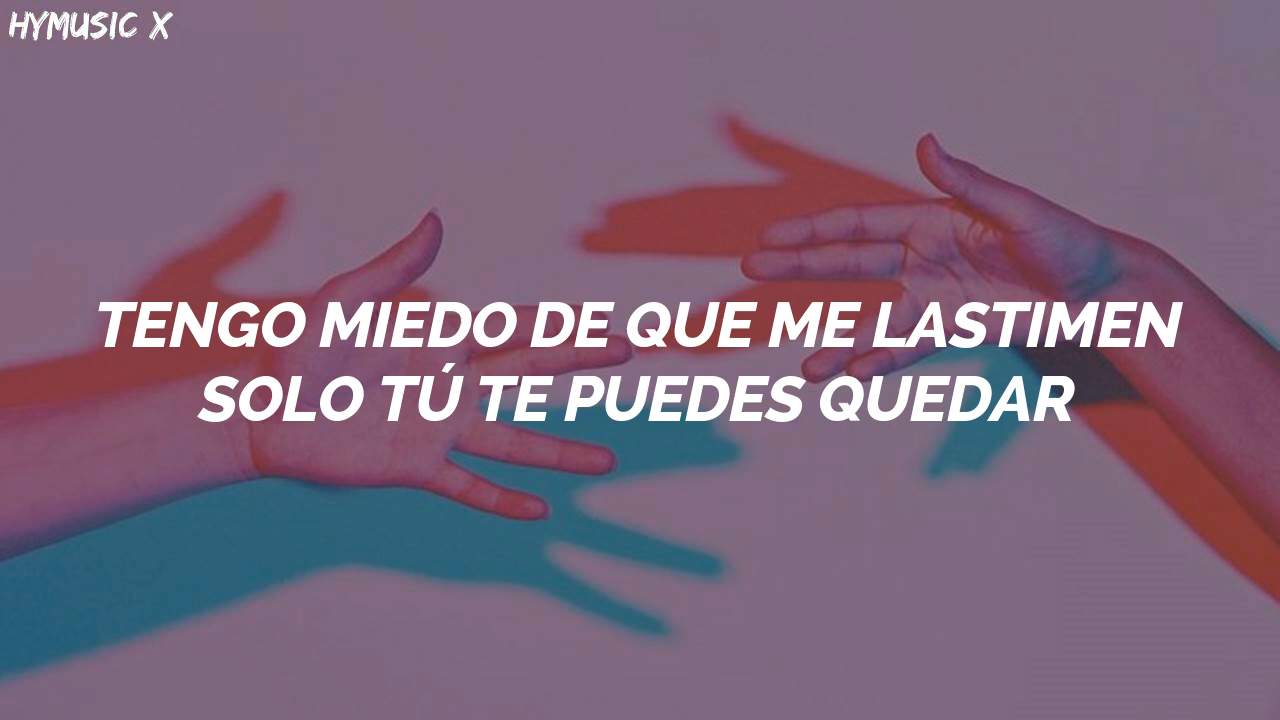 HYMUSIC X
TENGO MIEDO DE QUE ME LASTIMEN
SOLO TÚ TE PUEDES QUEDAR